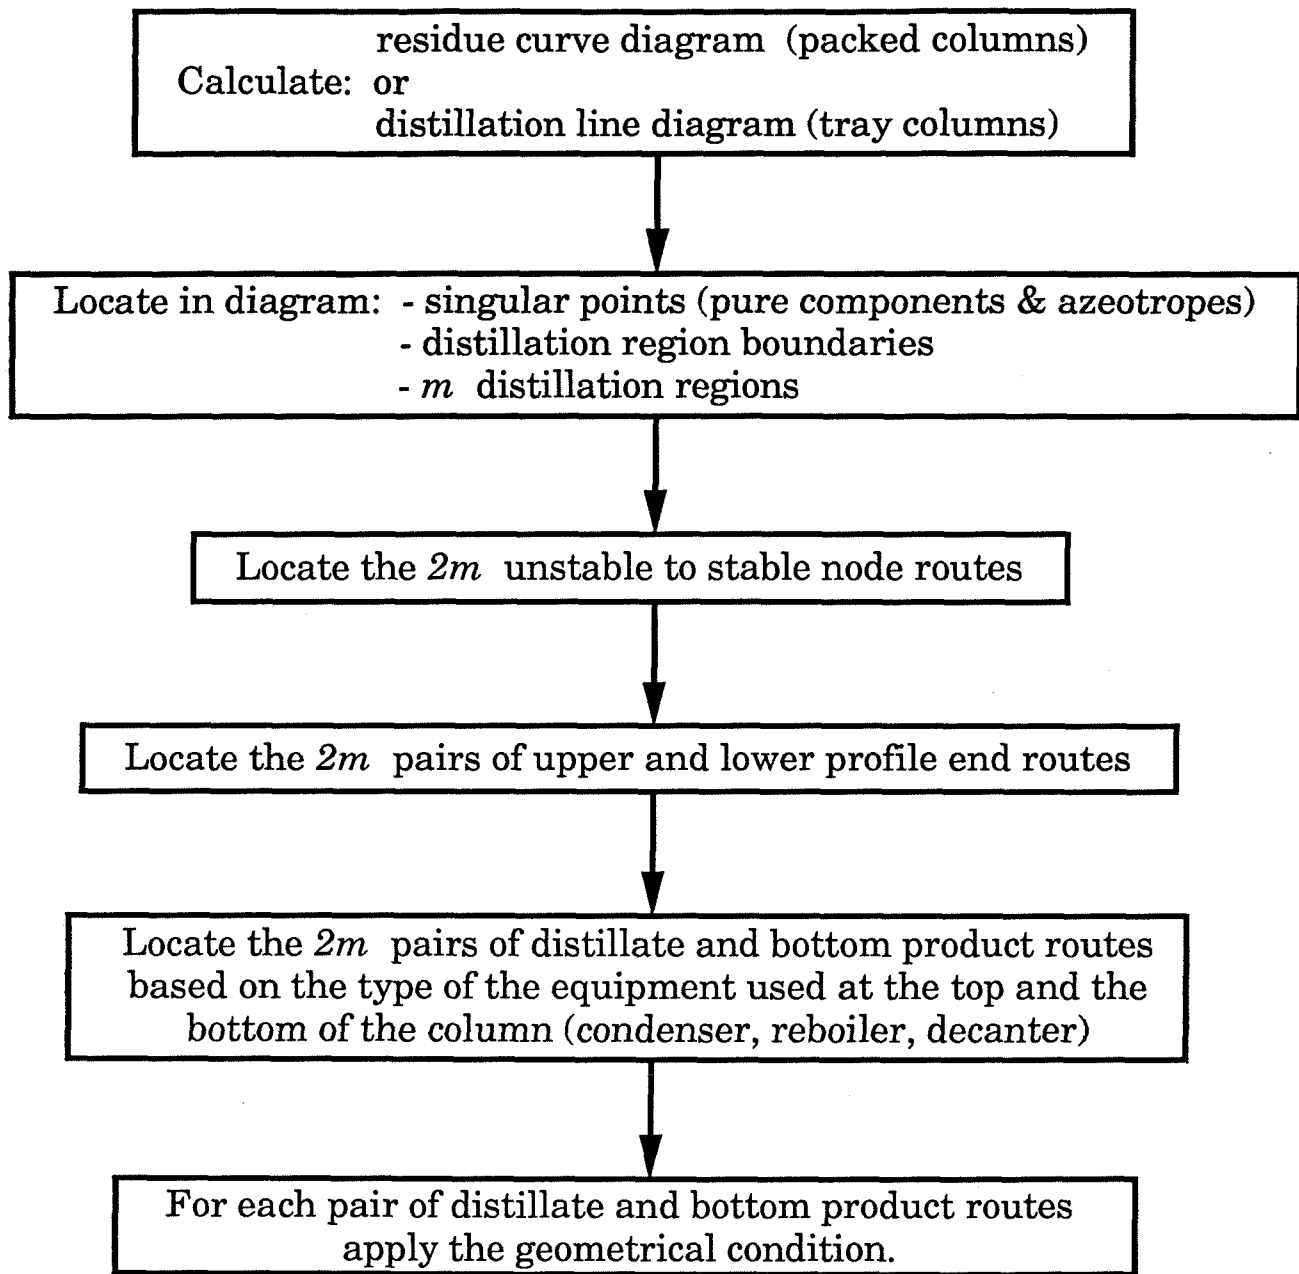 residue curve diagram (packed columns)
Calculate: or
distillation line diagram (tray columns)
Locate in diagram: - singular points (pure components & azeotropes)
- distillation region boundaries
- m distillation regions
Locate the 2m unstable to stable node routes
Locate the 2m pairs of upper and lower profile end routes
Locate the 2m pairs of distillate and bottom product routes
based on the type of the equipment used at the top and the
bottom of the column (condenser, reboiler, decanter)
For each pair of distillate and bottom product routes
apply the geometrical condition.